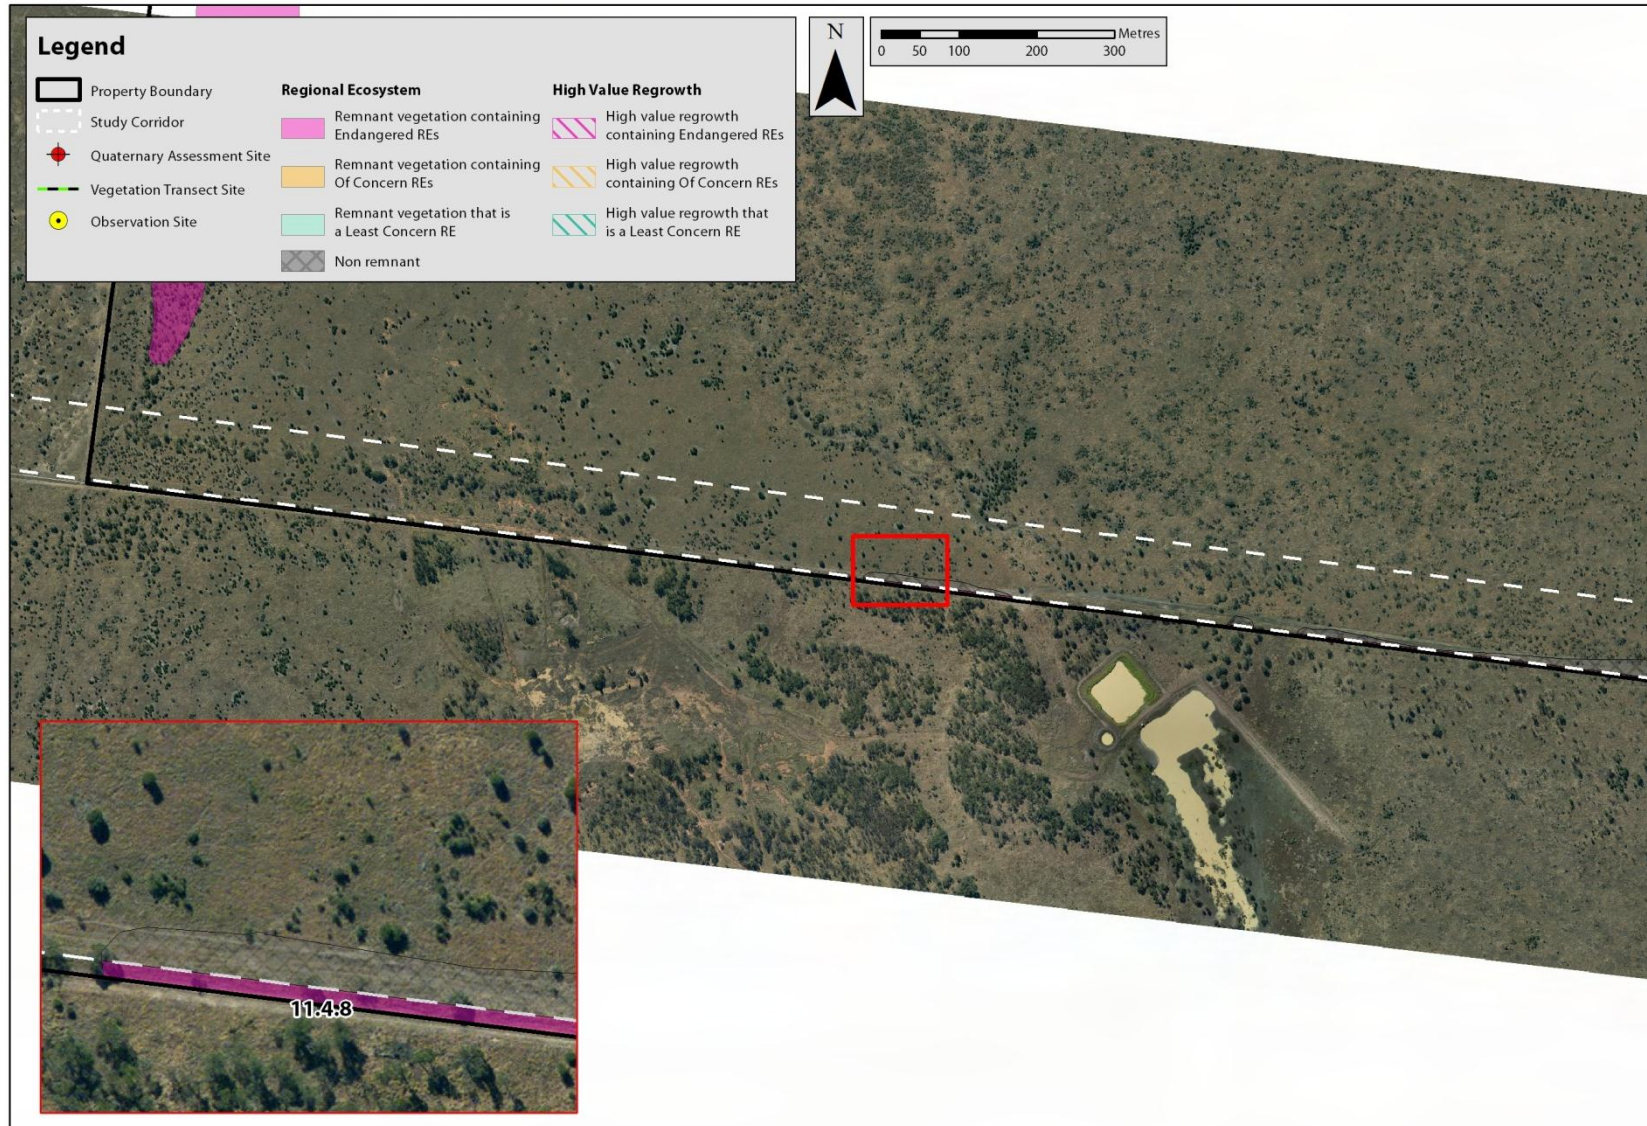 Legend
Property Boundary
Study Corridor
Quaternary Assessment Site
Vegetation Transect Site
Observation Site
Regional Ecosystem
Remnant vegetation containing
Endangered REs
Remnant vegetation containing
Of Concern REs
Remnant vegetation that is
a Least Concern RE
Non remnant
High Value Regrowth
High value regrowth
containing Endangered REs
High value regrowth
containing Of Concern REs
High value regrowth that
is a Least Concern RE
N
Metres
0 50 100 200 300
11.4.8